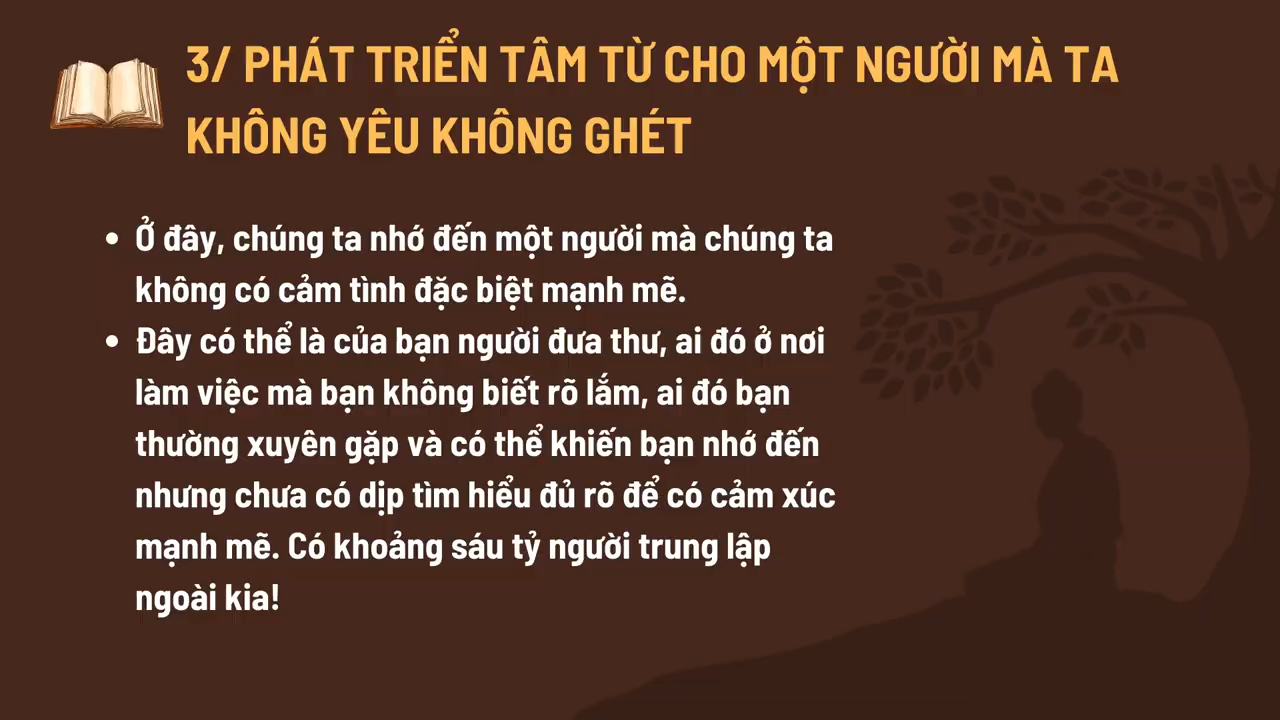 3/ PHÁT TRIỂN TÂM TỪ CHO MỘT NGƯỜI MÀ TA
KHÔNG YÊU KHÔNG GHÉT
• Ở đây, chúng ta nhớ đến một người mà chúng ta
không có cảm tình đặc biệt mạnh mẽ.
• Đây có thể là của bạn người đưa thư, ai đó ở nơi
làm việc mà bạn không biết rõ lắm, ai đó bạn
thường xuyên gặp và có thể khiến bạn nhớ đến
nhưng chưa có dịp tìm hiểu đủ rõ để có cảm xúc
mạnh mẽ. Có khoảng sáu tỷ người trung lập
ngoài kia!